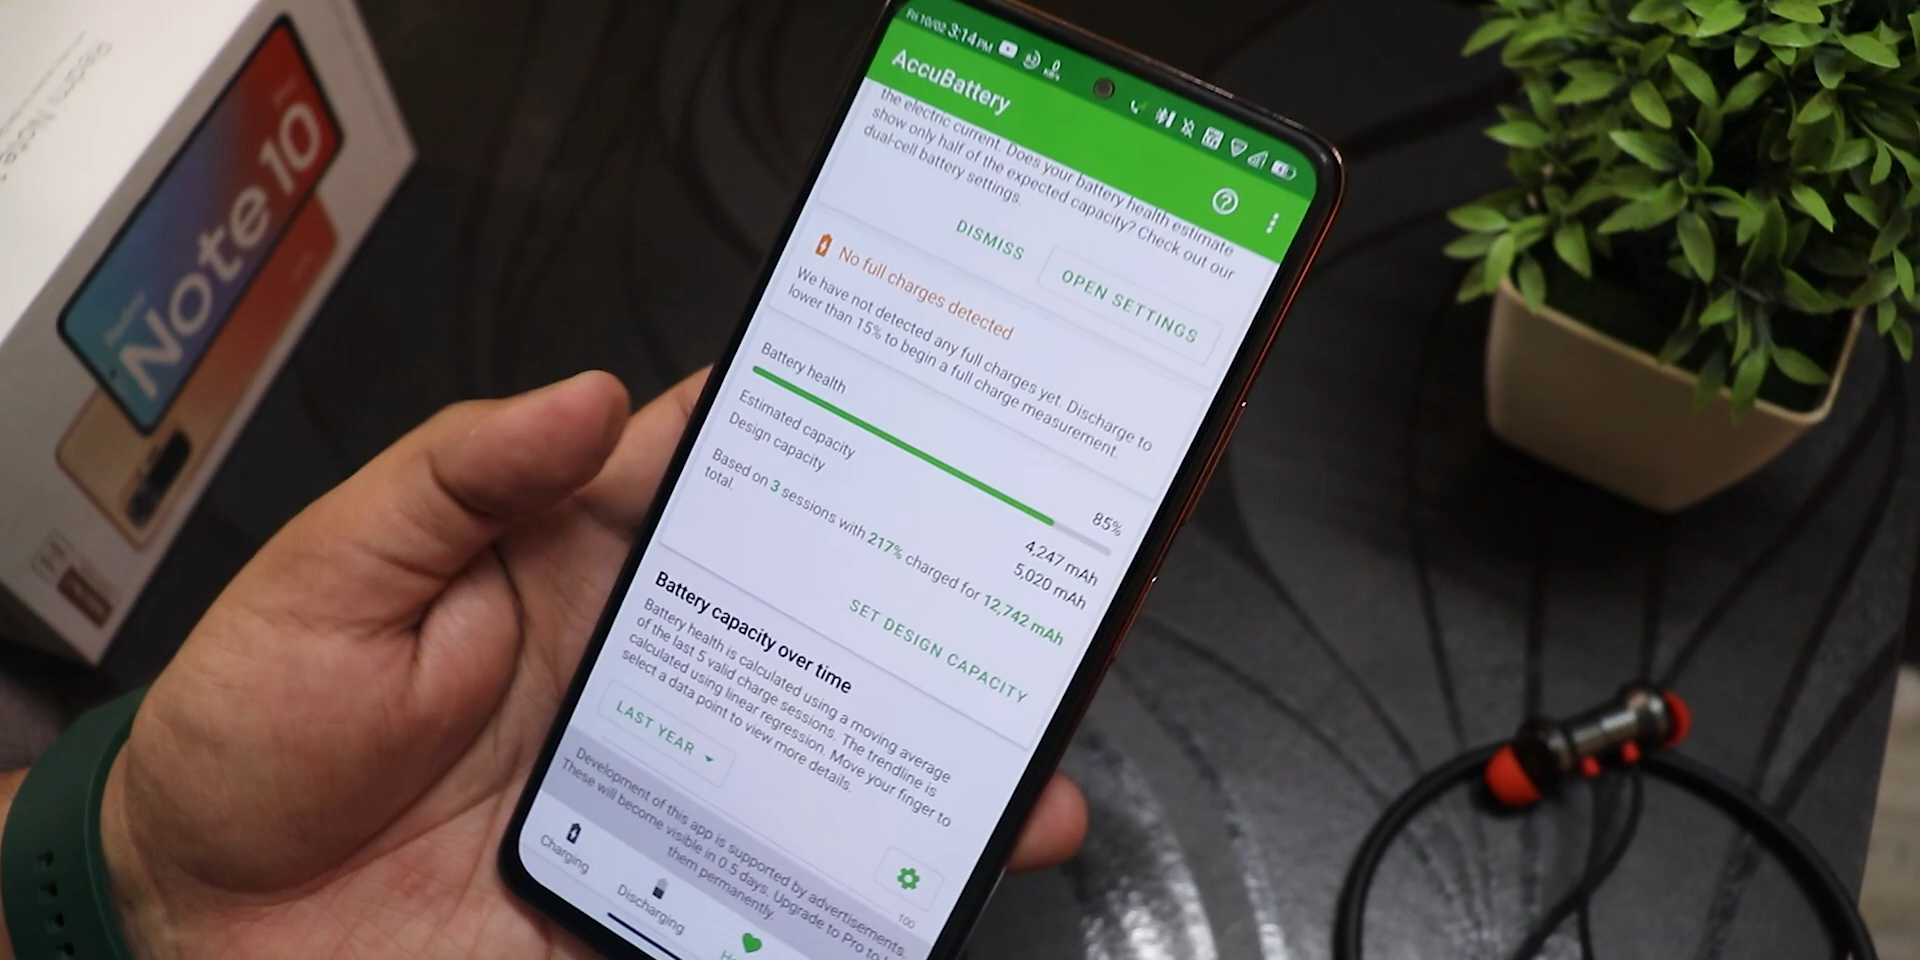 Redmi Note
Note 10
Fri 10/02 3:14 PM
AccuBattery
the electric current. Does your battery health estimate
show only half of the expected capacity? Check out our
dual-cell battery settings.
DISMISS
OPEN SETTINGS
No full charges detected
We have not detected any full charges yet. Discharge to
lower than 15% to begin a full charge measurement.
Battery health
85%
Estimated capacity
4,247 mAh
Design capacity
5,020 mAh
Based on 3 sessions with 217% charged for 12,742 mAh
total.
SET DESIGN CAPACITY
Battery capacity over time
Battery health is calculated using a moving average
of the last 5 valid charge sessions. The trendline is
calculated using linear regression. Move your finger to
select a data point to view more details.
LAST YEAR
100
Development of this app is supported by advertisements.
These will become visible in 0.5 days. Upgrade to Pro to
them permanently.
Charging
Discharging